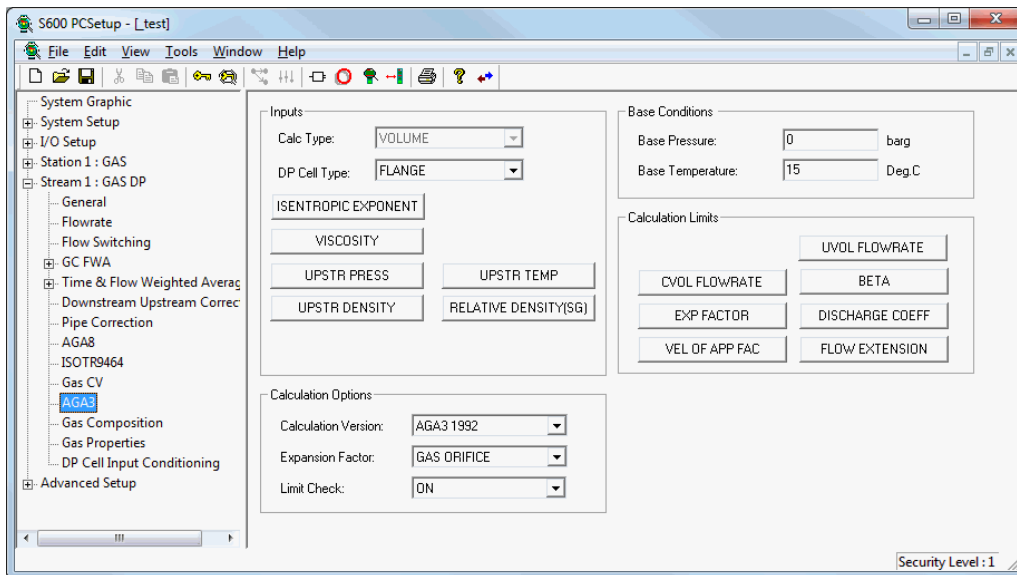 S600 PCSetup - [_test]
File Edit View Tools Window Help
System Graphic
System Setup
I/O Setup
Station 1 : GAS
Stream 1 : GAS DP
General
Flowrate
Flow Switching
GC FWA
Time & Flow Weighted Averag
Downstream Upstream Correc
Pipe Correction
AGA8
ISOTR9464
Gas CV
AGA3
Gas Composition
Gas Properties
DP Cell Input Conditioning
Advanced Setup
Inputs
Calc Type: VOLUME
DP Cell Type: FLANGE
ISENTROPIC EXPONENT
VISCOSITY
UPSTR PRESS UPSTR TEMP
UPSTR DENSITY RELATIVE DENSITY(SG)
Calculation Options
Calculation Version: AGA3 1992
Expansion Factor: GAS ORIFICE
Limit Check: ON
Base Conditions
Base Pressure: 0 barg
Base Temperature: 15 Deg.C
Calculation Limits
UVOL FLOWRATE
CVOL FLOWRATE BETA
EXP FACTOR DISCHARGE COEFF
VEL OF APP FAC FLOW EXTENSION
Security Level : 1